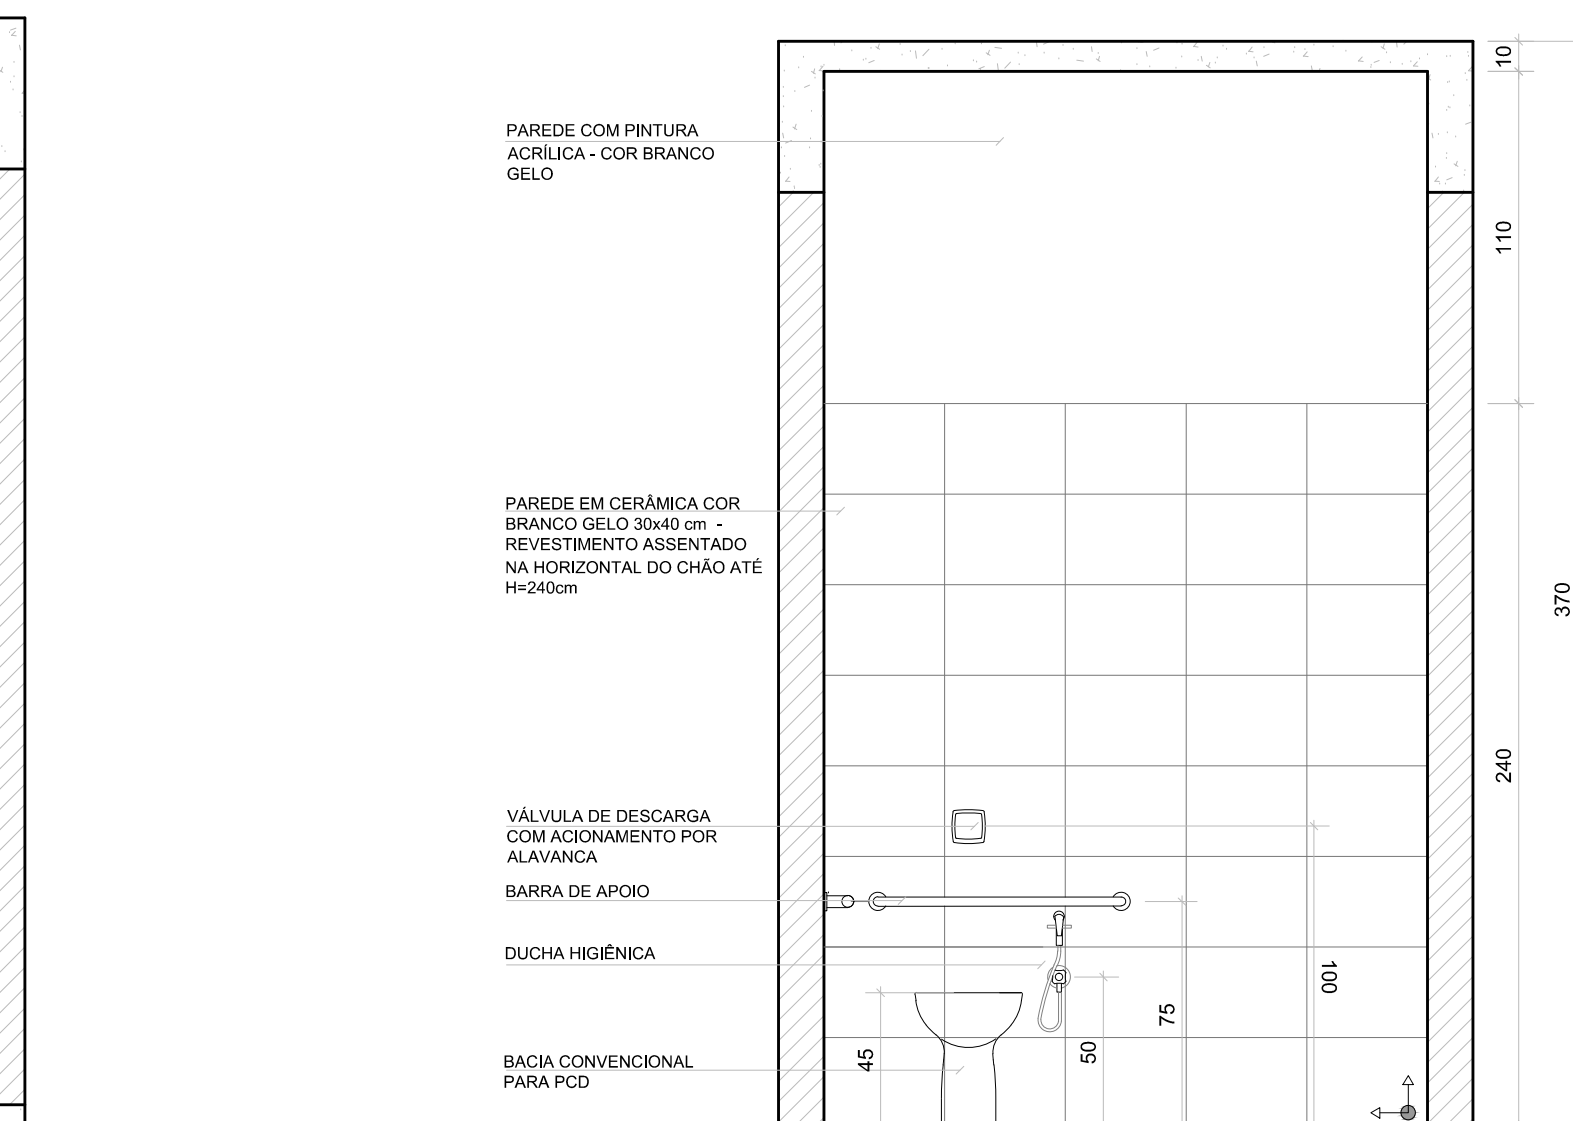 10
PAREDE COM PINTURA
ACRÍLICA - COR BRANCO
GELO
110
PAREDE EM CERÂMICA COR
BRANCO GELO 30x40 cm -
REVESTIMENTO ASSENTADO
NA HORIZONTAL DO CHÃO ATÉ
H=240cm
370
240
VÁLVULA DE DESCARGA
COM ACIONAMENTO POR
ALAVANCA
BARRA DE APOIO
DUCHA HIGIÊNICA
100
75
50
45
BACIA CONVENCIONAL
PARA PCD